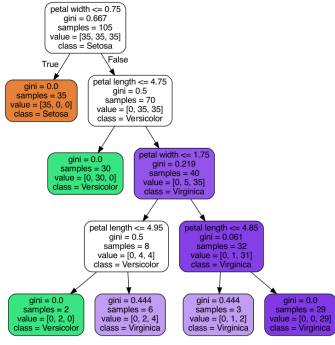 petal width <= 0.75
gini = 0.667
samples = 105
value = [35, 35, 35]
class = Setosa
True
False
gini = 0.0
samples = 35
value = [35, 0, 0]
class = Setosa
petal length <= 4.75
gini = 0.5
samples = 70
value = [0, 35, 35]
class = Versicolor
gini = 0.0
samples = 30
value = [0, 30, 0]
class = Versicolor
petal width <= 1.75
gini = 0.219
samples = 40
value = [0, 5, 35]
class = Virginica
petal length <= 4.95
gini = 0.5
samples = 8
value = [0, 4, 4]
class = Versicolor
petal length <= 4.85
gini = 0.061
samples = 32
value = [0, 1, 31]
class = Virginica
gini = 0.0
samples = 2
value = [0, 2, 0]
class = Versicolor
gini = 0.444
samples = 6
value = [0, 2, 4]
class = Virginica
gini = 0.444
samples = 3
value = [0, 1, 2]
class = Virginica
gini = 0.0
samples = 29
value = [0, 0, 29]
class = Virginica